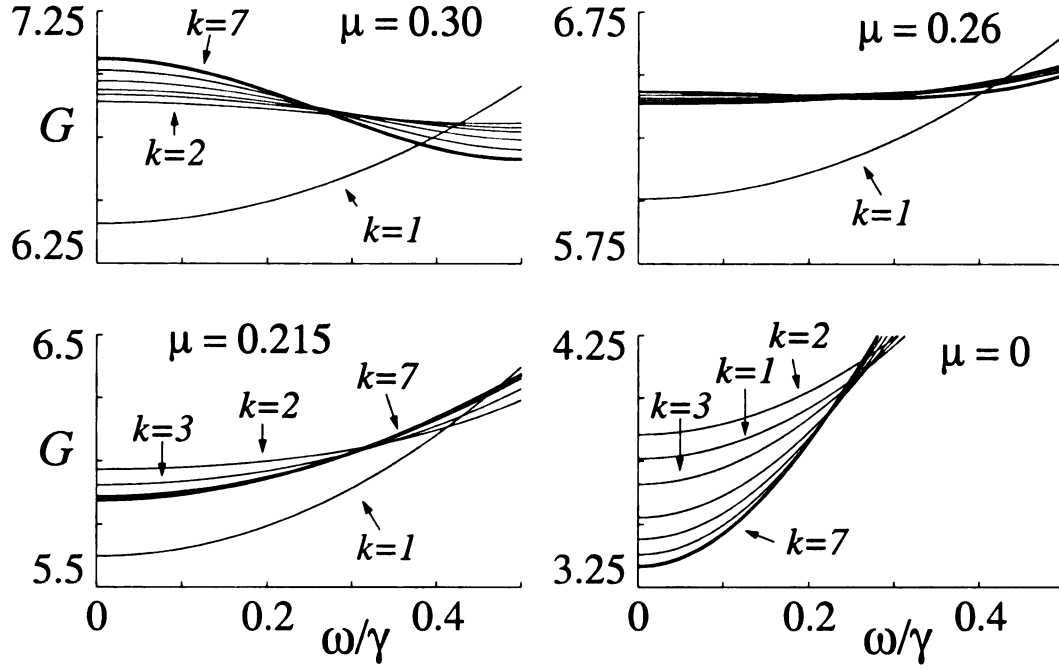 7.25
k=7
μ = 0.30
G
k=2
k=1
6.25
6.75
μ = 0.26
k=1
5.75
6.5
μ = 0.215
k=7
k=2
k=3
G
k=1
5.5
0
0.2
0.4
ω/γ
4.25
k=2
μ = 0
k=1
k=3
k=7
3.25
0
0.2
0.4
ω/γ